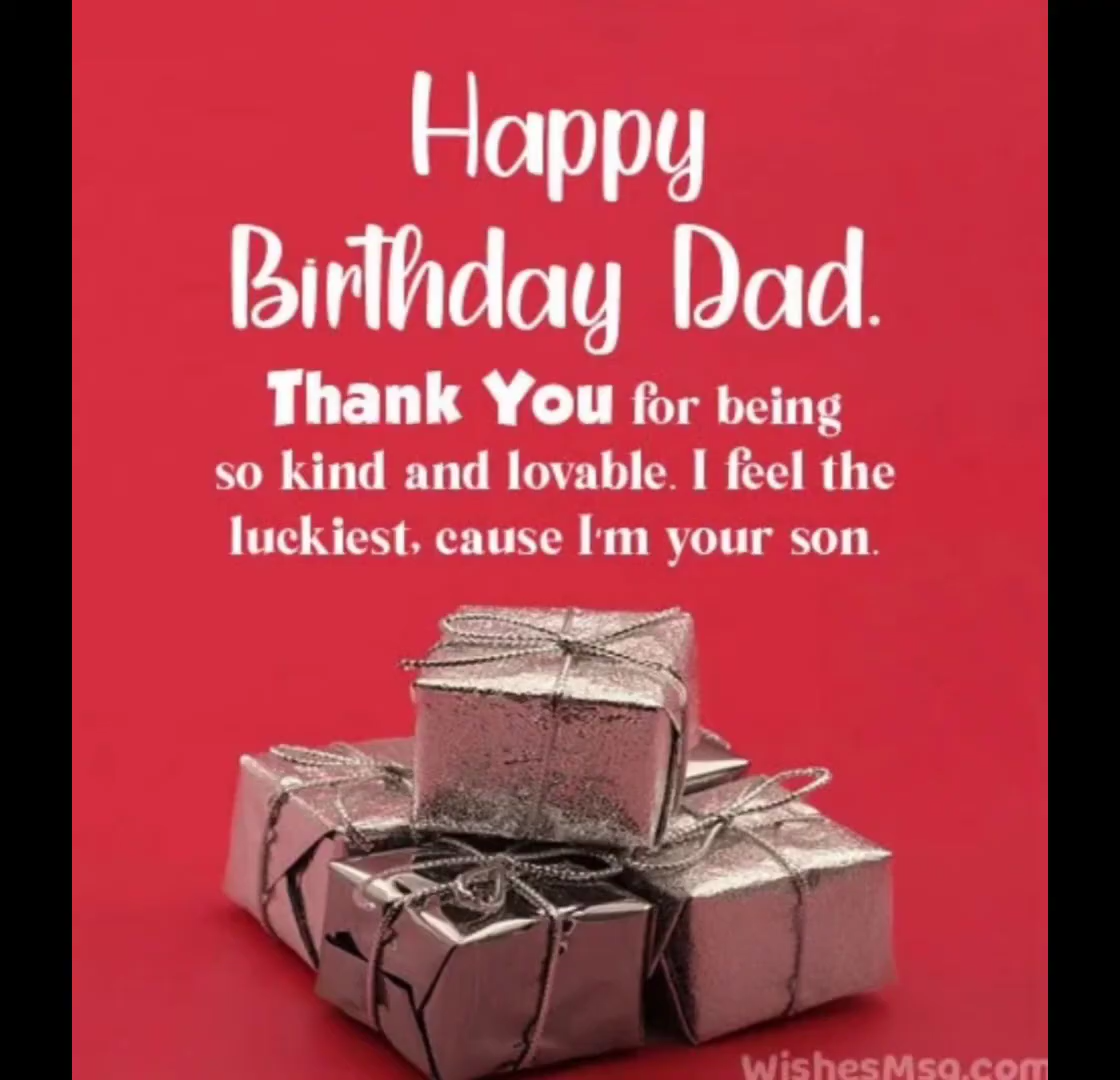 Happy
Birthday Dad.
Thank You for being
so kind and lovable. I feel the
luckiest, cause I'm your son.
WishesMsg.com